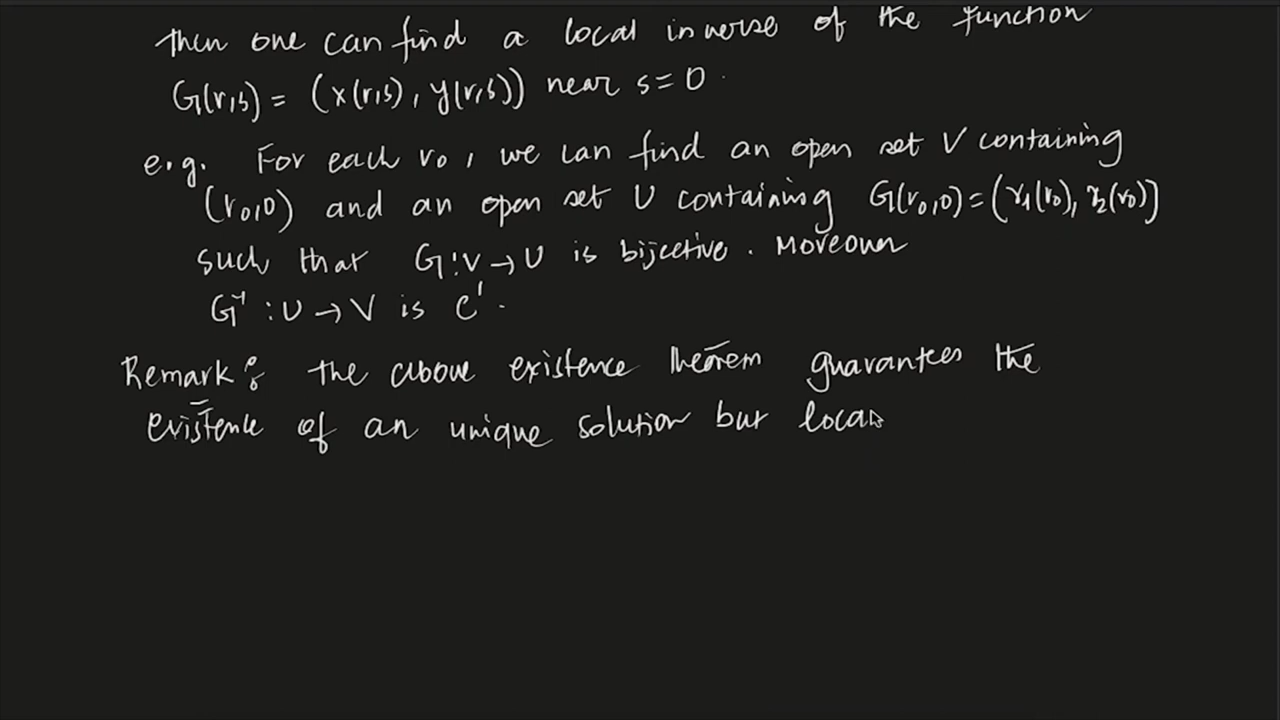 then one can find a local inverse of the function
G(r,s) = (x(r,s), y(r,s)) near s=0.
e.g. For each r₀, we can find an open set V containing
(r₀,0) and an open set U containing G(r₀,0) = (γ₁(r₀), γ₂(r₀))
such that G:V→U is bijective. Moreover
G⁻¹:U→V is C¹.
Remark: the above existence theorem guarantees the
existence of an unique solution but loca